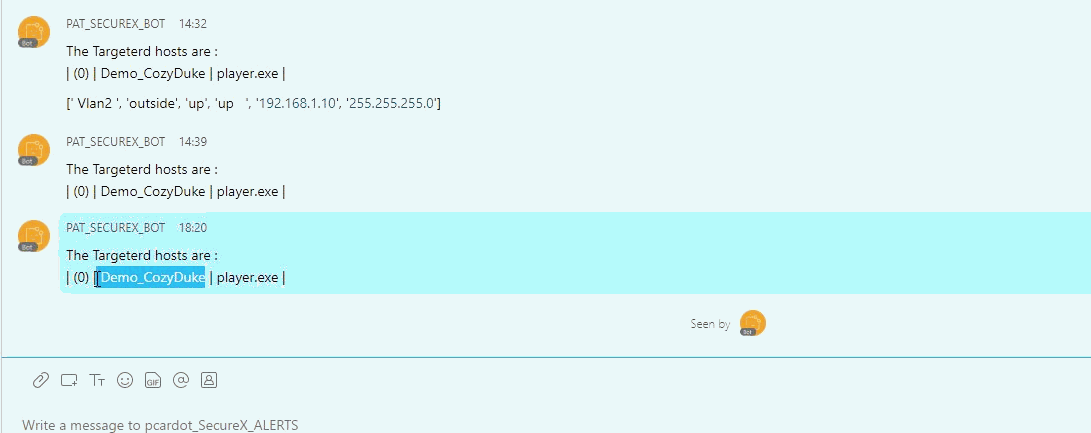 PAT_SECUREX_BOT 14:32
Bot
The Targeterd hosts are :
| (0) | Demo_CozyDuke | player.exe |
[' Vlan2 ', 'outside', 'up', 'up ', '192.168.1.10', '255.255.255.0']
PAT_SECUREX_BOT 14:39
Bot
The Targeterd hosts are :
| (0) | Demo_CozyDuke | player.exe |
PAT_SECUREX_BOT 18:20
Bot
The Targeterd hosts are :
| (0) | Demo_CozyDuke | player.exe |
Seen by
Bot
GIF
Write a message to pcardot_SecureX_ALERTS